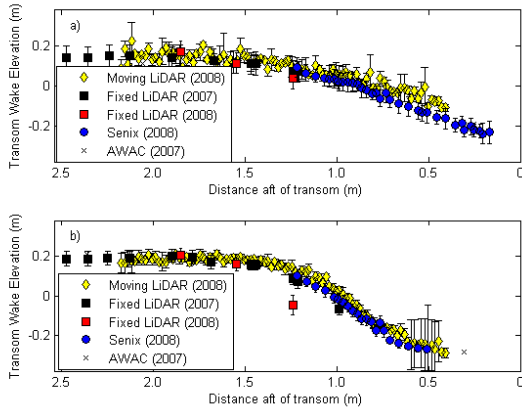 a)
0.2
0
-0.2
Transom Wake Elevation (m)
Moving LiDAR (2008)
Fixed LiDAR (2007)
Fixed LiDAR (2008)
Senix (2008)
AWAC (2007)
2.5 2.0 1.5 1.0 0.5 0
Distance aft of transom (m)
b)
0.2
0
-0.2
Transom Wake Elevation (m)
Moving LiDAR (2008)
Fixed LiDAR (2007)
Fixed LiDAR (2008)
Senix (2008)
AWAC (2007)
2.5 2.0 1.5 1.0 0.5 0
Distance aft of transom (m)